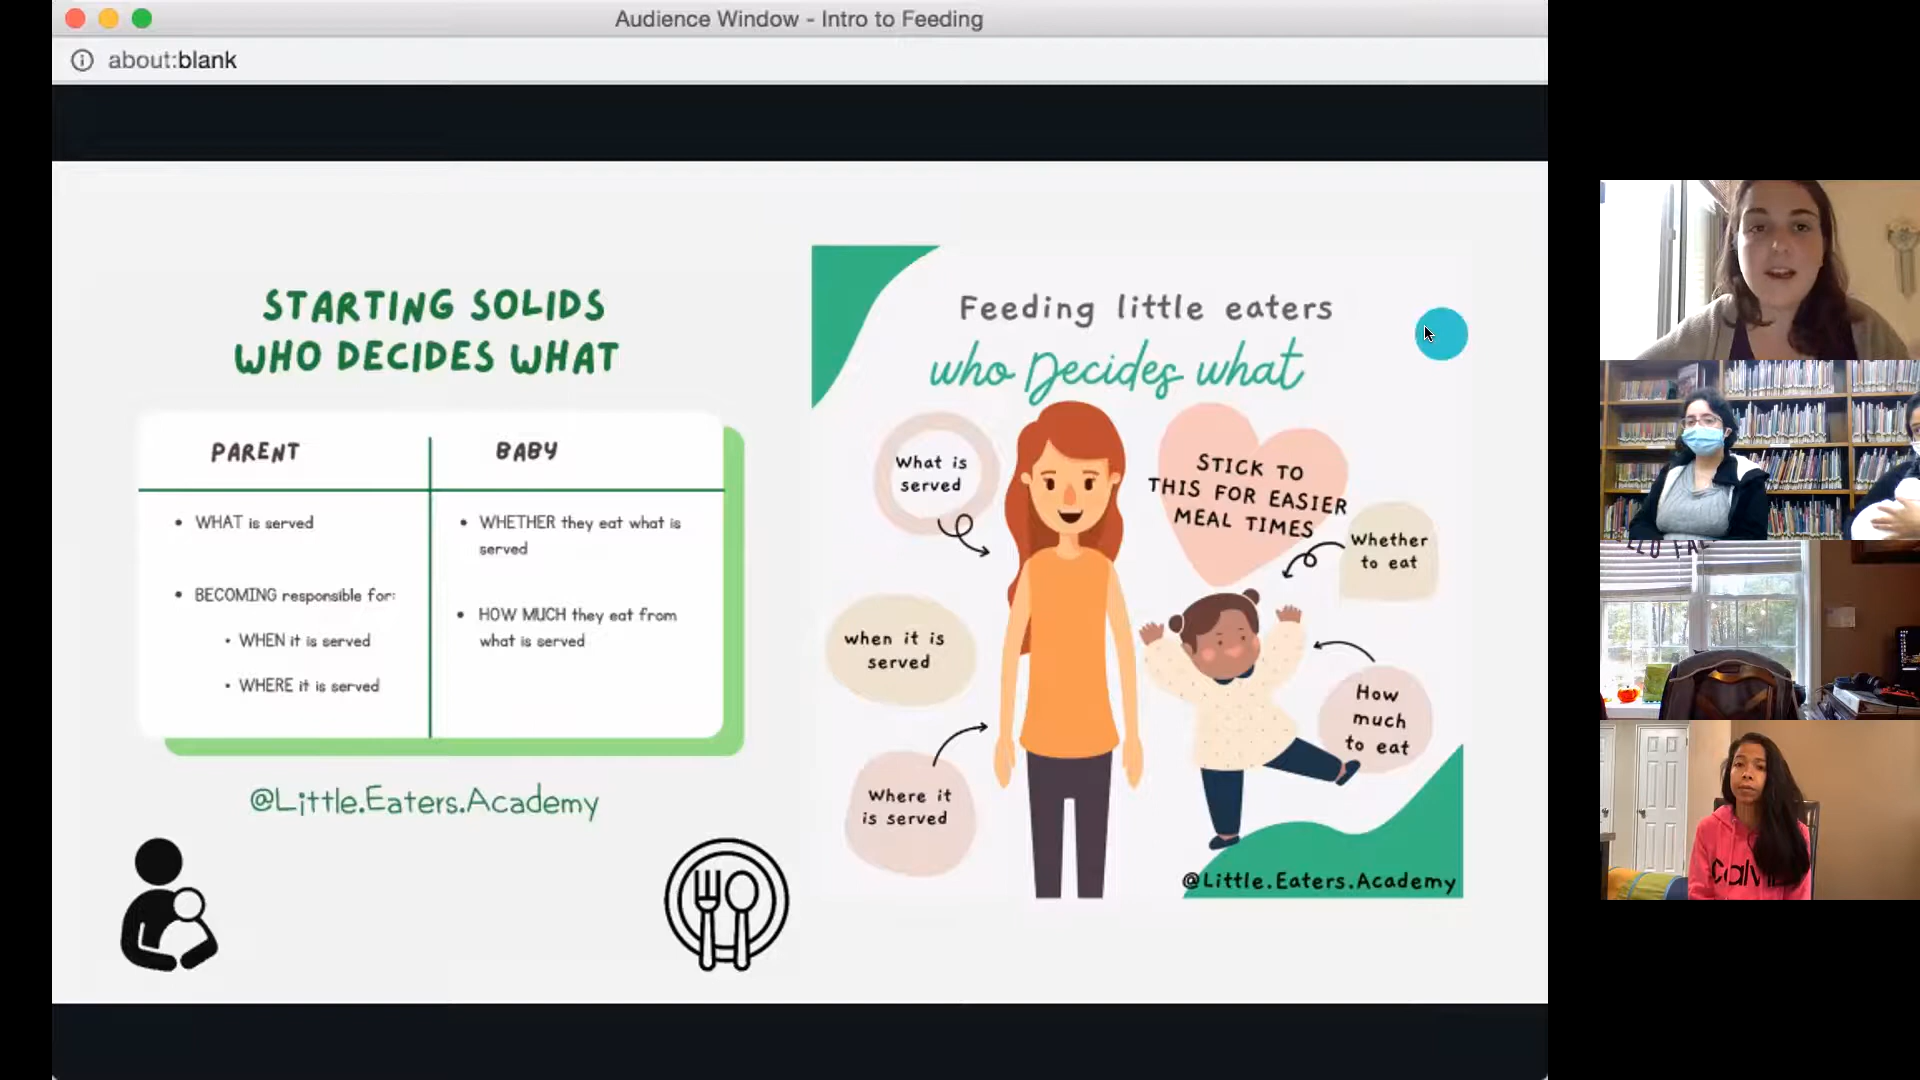 Audience Window - Intro to Feeding
about:blank
STARTING SOLIDS
WHO DECIDES WHAT
PARENT
BABY
• WHAT is served
• BECOMING responsible for:
• WHEN it is served
• WHERE it is served
• WHETHER they eat what is
served
• HOW MUCH they eat from
what is served
@Little.Eaters.Academy
Feeding little eaters
who Decides what
What is
served
STICK TO
THIS FOR EASIER
MEAL TIMES
Whether
to eat
when it is
served
How
much
to eat
Where it
is served
@Little.Eaters.Academy